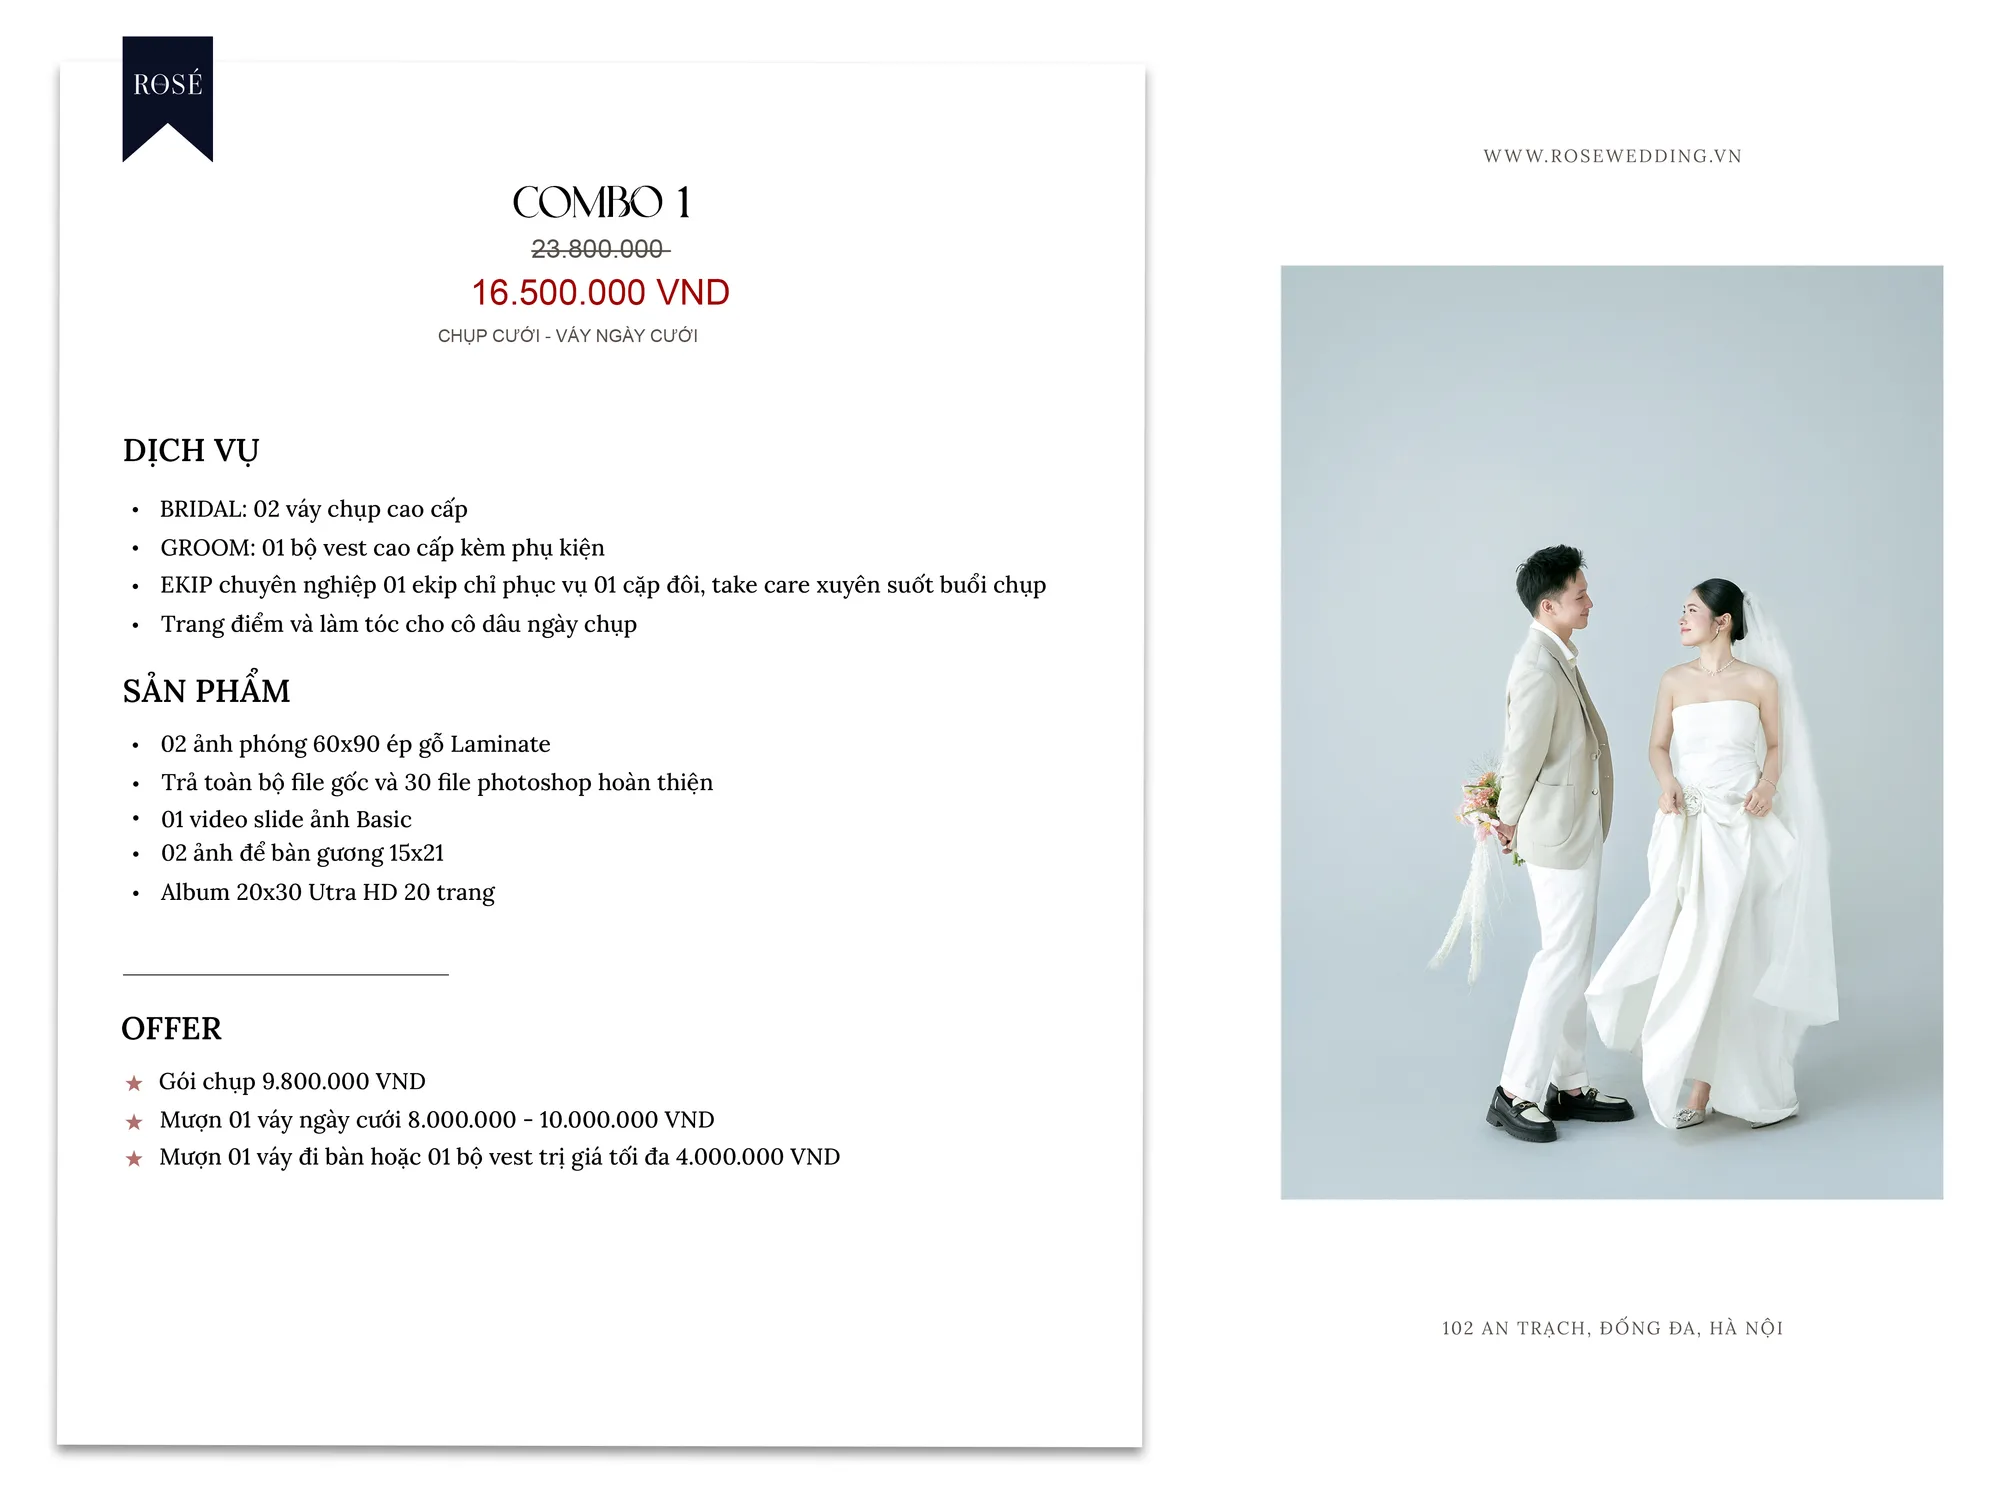 ROSÉ
COMBO 1
23.800.000
16.500.000 VND
CHỤP CƯỚI - VÁY NGÀY CƯỚI
DỊCH VỤ
• BRIDAL: 02 váy chụp cao cấp
• GROOM: 01 bộ vest cao cấp kèm phụ kiện
• EKIP chuyên nghiệp 01 ekip chỉ phục vụ 01 cặp đôi, take care xuyên suốt buổi chụp
• Trang điểm và làm tóc cho cô dâu ngày chụp
SẢN PHẨM
• 02 ảnh phóng 60x90 ép gỗ Laminate
• Trả toàn bộ file gốc và 30 file photoshop hoàn thiện
• 01 video slide ảnh Basic
• 02 ảnh để bàn gương 15x21
• Album 20x30 Utra HD 20 trang
OFFER
★ Gói chụp 9.800.000 VND
★ Mượn 01 váy ngày cưới 8.000.000 - 10.000.000 VND
★ Mượn 01 váy đi bàn hoặc 01 bộ vest trị giá tối đa 4.000.000 VND
WWW.ROSEWEDDING.VN
102 AN TRẠCH, ĐỐNG ĐA, HÀ NỘI